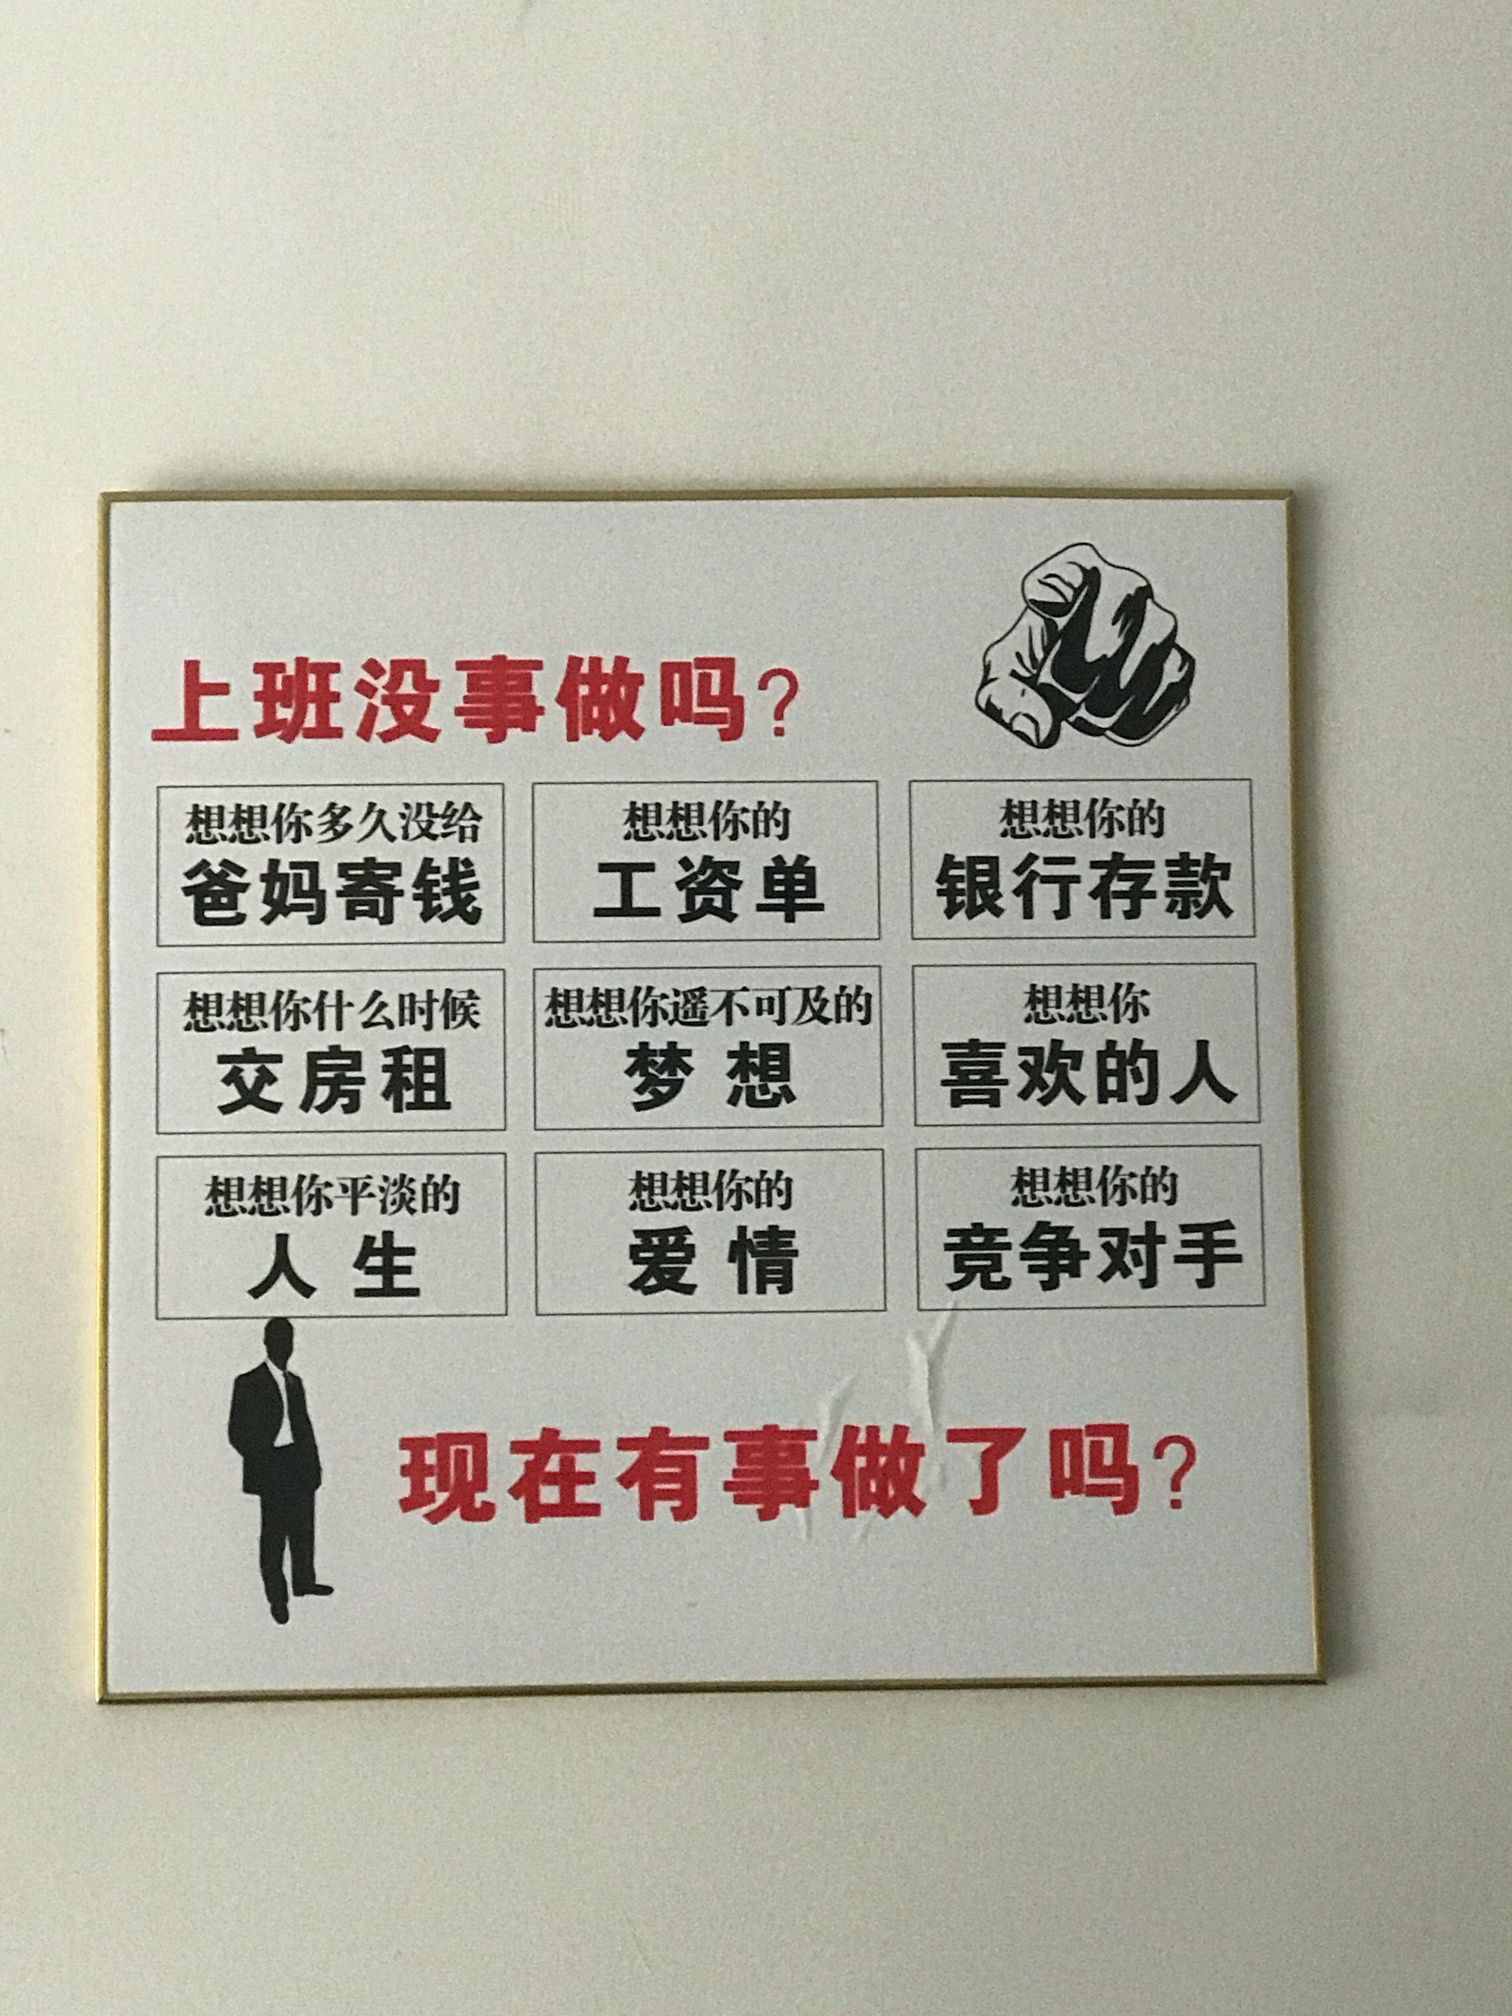 上班没事做吗?
想想你多久没给
爸妈寄钱
想想你的
工资单
想想你的
银行存款
想想你什么时候
交房租
想想你遥不可及的
梦想
想想你
喜欢的人
想想你平淡的
人生
想想你的
爱情
想想你的
竞争对手
现在有事做了吗?